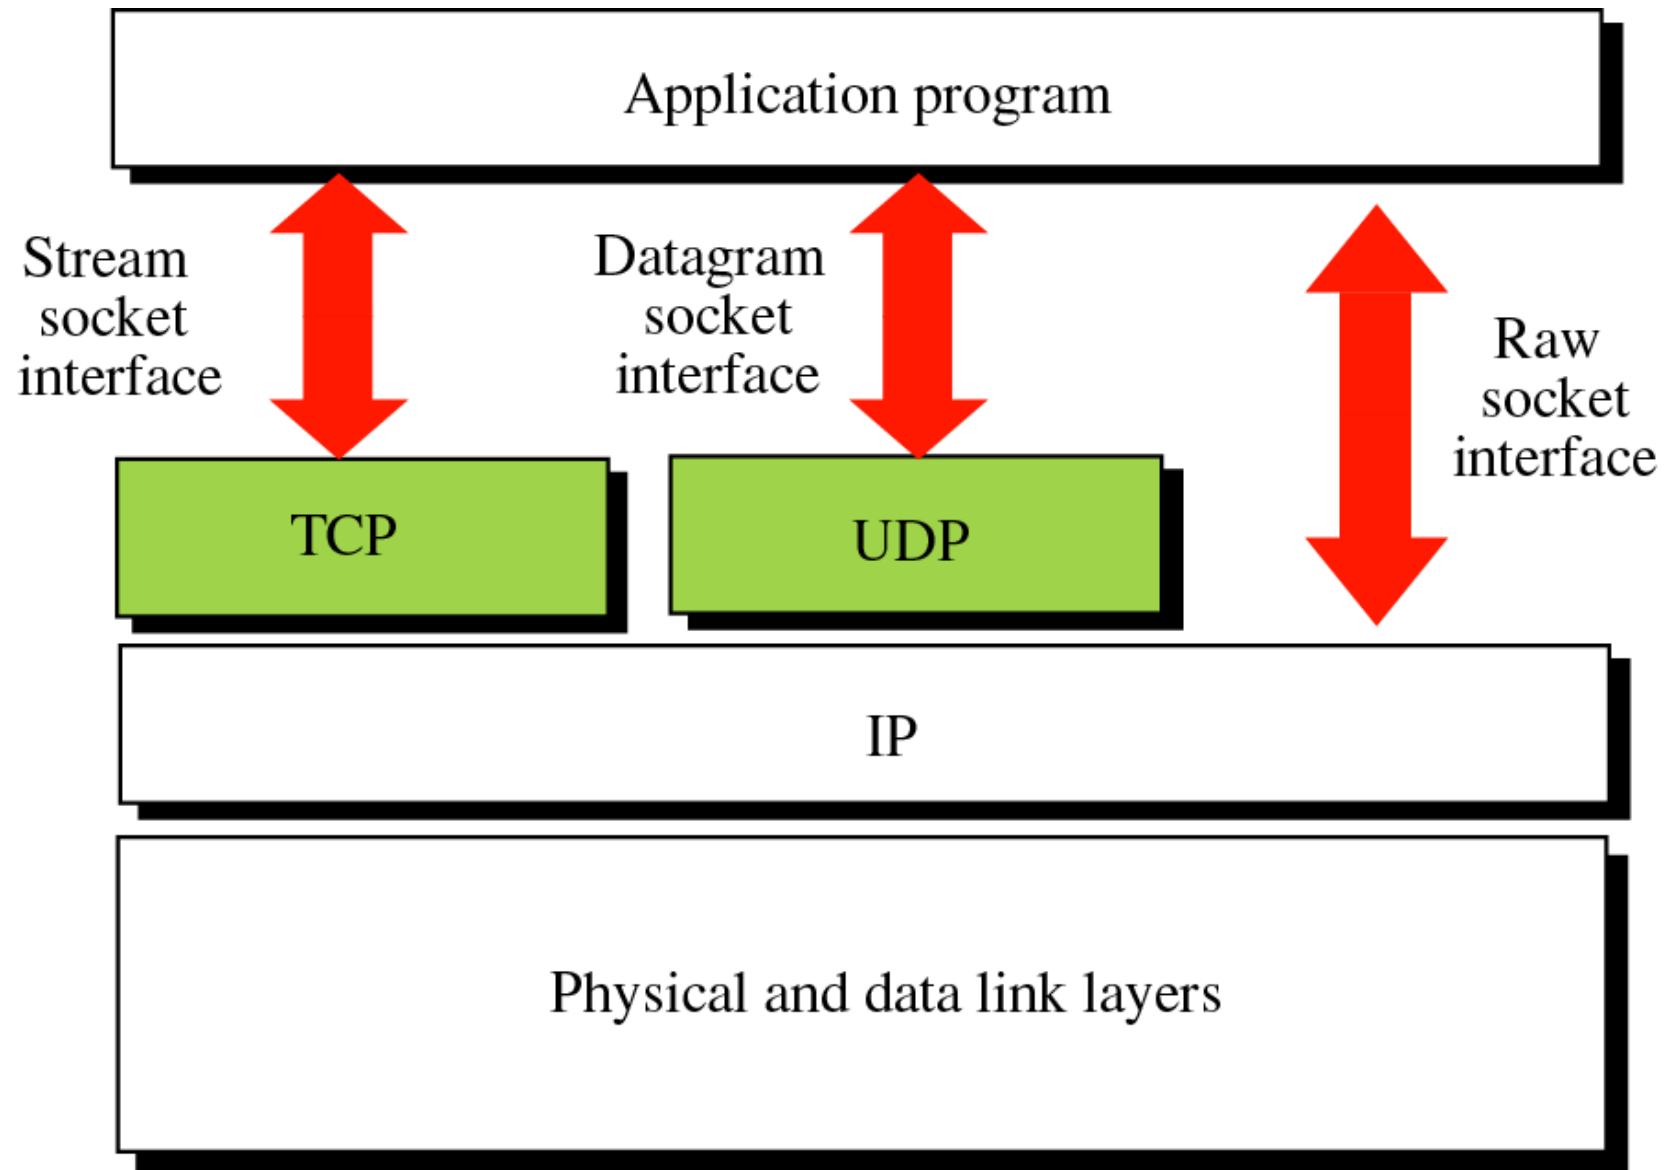 Application program
Stream
socket
interface
Datagram
socket
interface
Raw
socket
interface
TCP
UDP
IP
Physical and data link layers